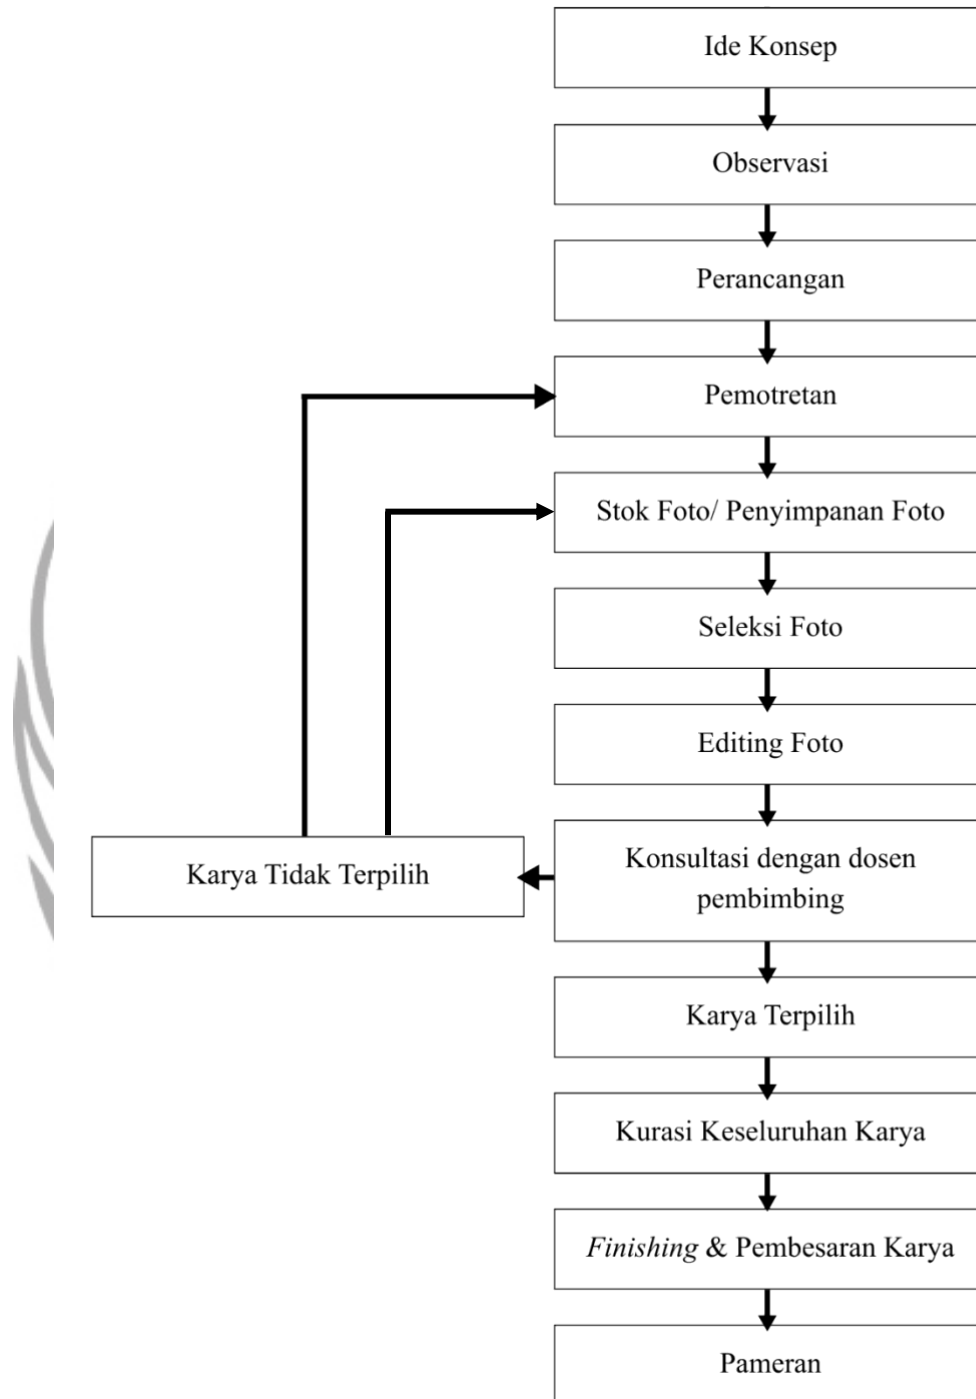 Ide Konsep
Observasi
Perancangan
Pemotretan
Stok Foto/ Penyimpanan Foto
Seleksi Foto
Editing Foto
Konsultasi dengan dosen
pembimbing
Karya Tidak Terpilih
Karya Terpilih
Kurasi Keseluruhan Karya
Finishing & Pembesaran Karya
Pameran